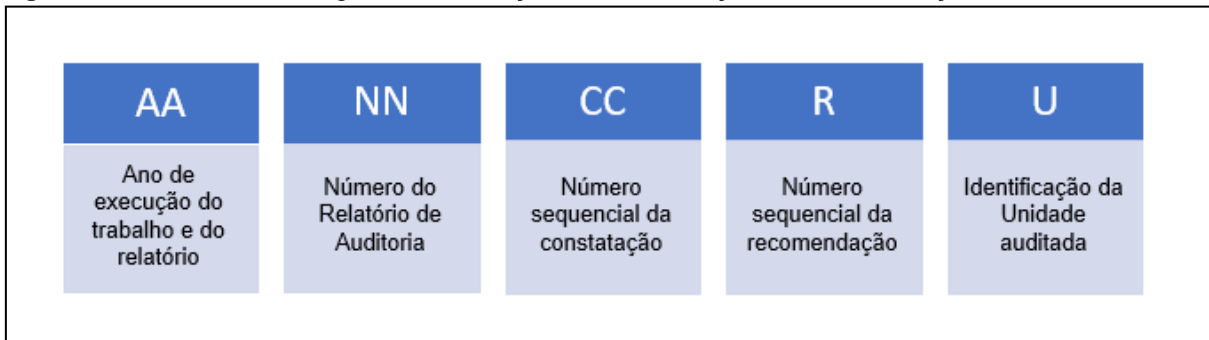 AA
Ano de
execução do
trabalho e do
relatório
NN
Número do
Relatório de
Auditoria
CC
Número
sequencial da
constatação
R
Número
sequencial da
recomendação
U
Identificação da
Unidade
auditada